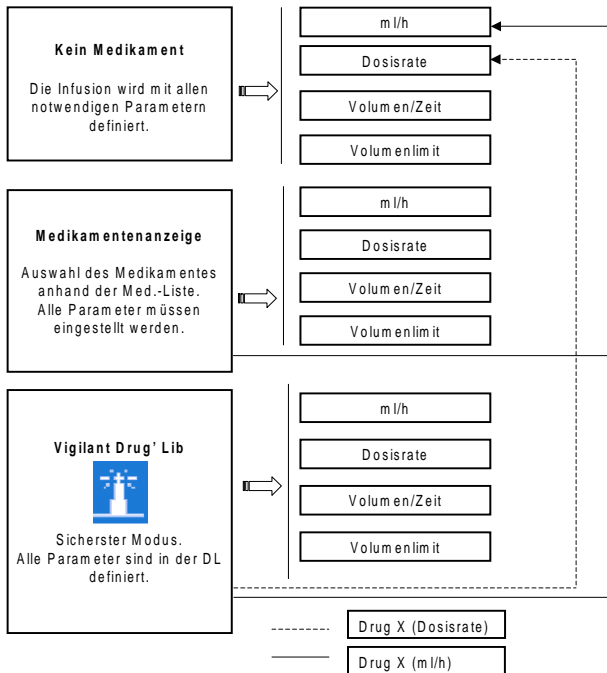 Kein Medikament
Die Infusion wird mit allen
notwendigen Parametern
definiert.
ml/h
Dosisrate
Volumen/Zeit
Volumenlimit
Medikamentenanzeige
Auswahl des Medikamentes
anhand der Med.-Liste.
Alle Parameter müssen
eingestellt werden.
ml/h
Dosisrate
Volumen/Zeit
Volumenlimit
Vigilant Drug' Lib
Sicherster Modus.
Alle Parameter sind in der DL
definiert.
ml/h
Dosisrate
Volumen/Zeit
Volumenlimit
Drug X (Dosisrate)
Drug X (ml/h)